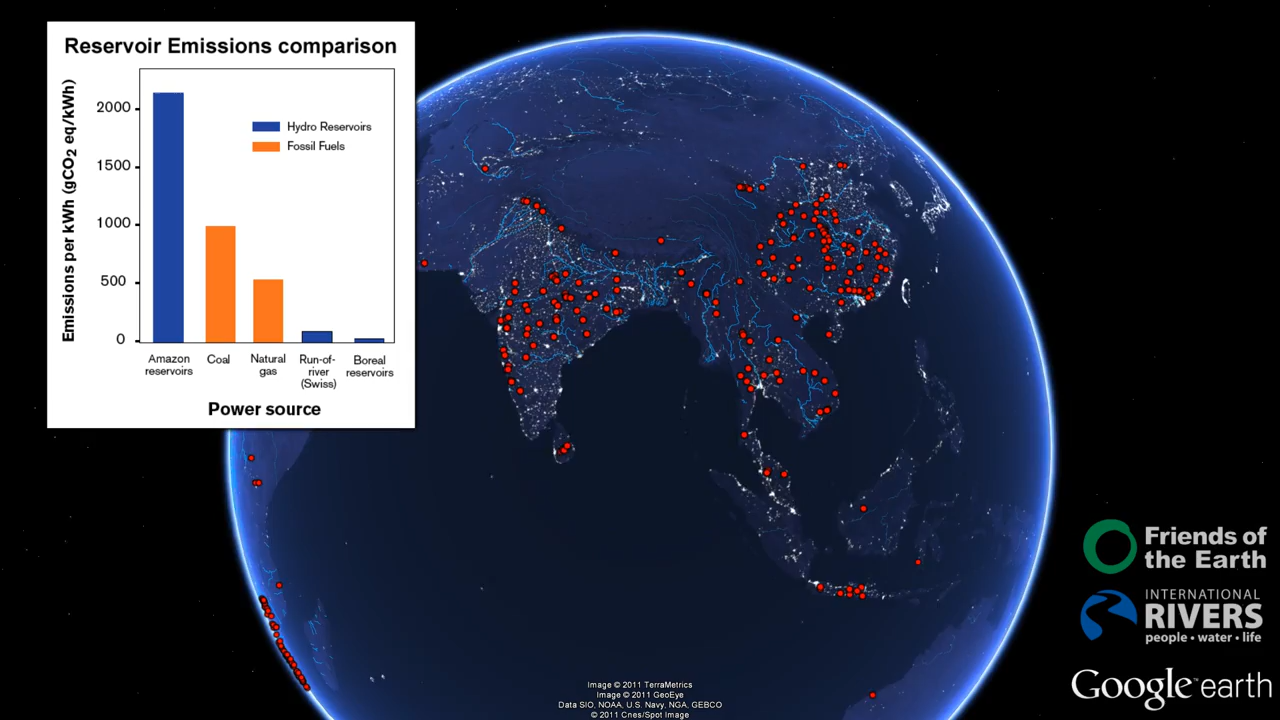 Reservoir Emissions comparison
Emissions per kWh (gCO2 eq/kWh)
2000
1500
1000
500
0
Hydro Reservoirs
Fossil Fuels
Amazon reservoirs
Coal
Natural gas
Run-of-river (Swiss)
Boreal reservoirs
Power source
Friends of
the Earth
INTERNATIONAL
RIVERS
people • water • life
Google™ earth
Image © 2011 TerraMetrics
Image © 2011 GeoEye
Data SIO, NOAA, U.S. Navy, NGA, GEBCO
© 2011 Cnes/Spot Image